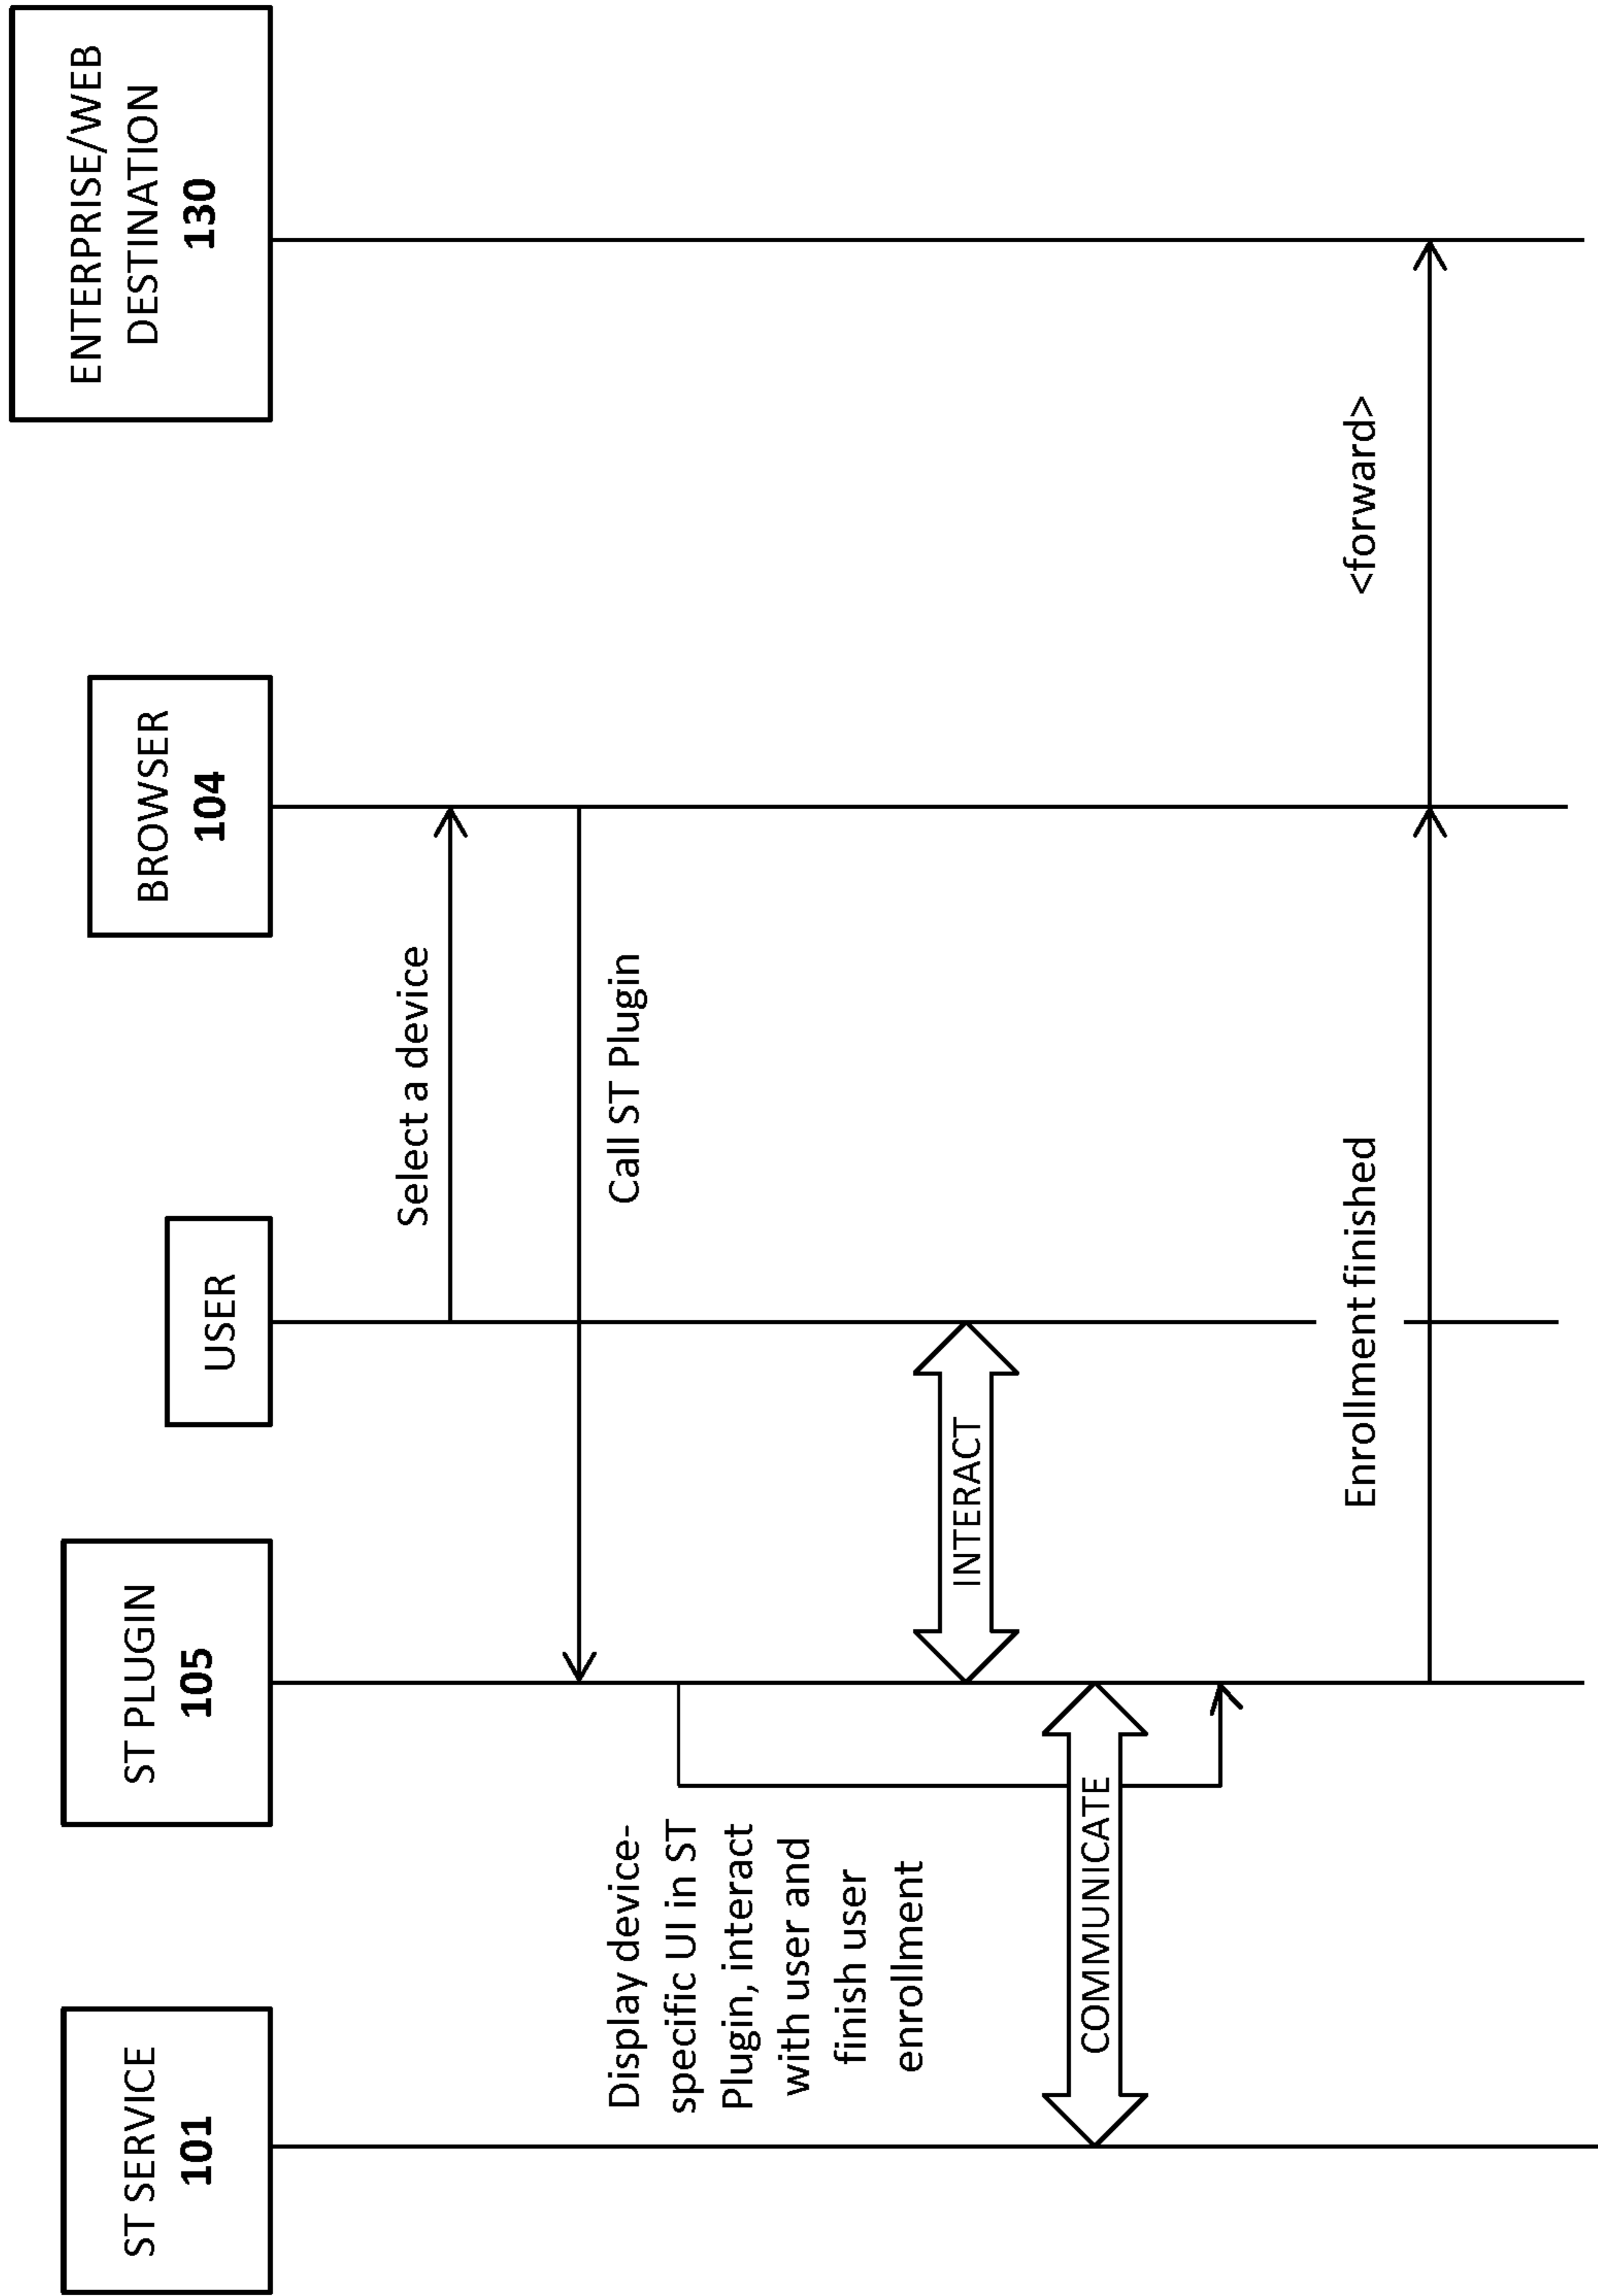 ST SERVICE
101
ST PLUGIN
105
USER
BROWSER
104
ENTERPRISE/WEB
DESTINATION
130
Select a device
Call ST Plugin
Display device-
specific UI in ST
Plugin, interact
with user and
finish user
enrollment
INTERACT
COMMUNICATE
Enrollment finished
<forward>